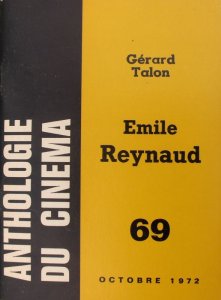 Gérard
Talon
Emile
Reynaud
69
OCTOBRE 1972
ANTHOLOGIE
DU CINEMA